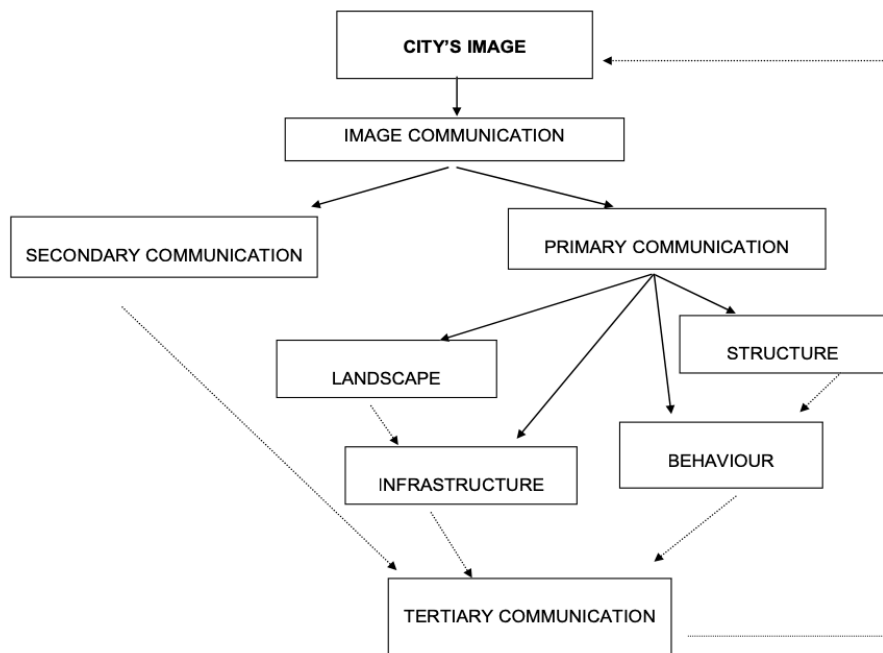 CITY’S IMAGE
IMAGE COMMUNICATION
SECONDARY COMMUNICATION
PRIMARY COMMUNICATION
STRUCTURE
LANDSCAPE
BEHAVIOUR
INFRASTRUCTURE
TERTIARY COMMUNICATION